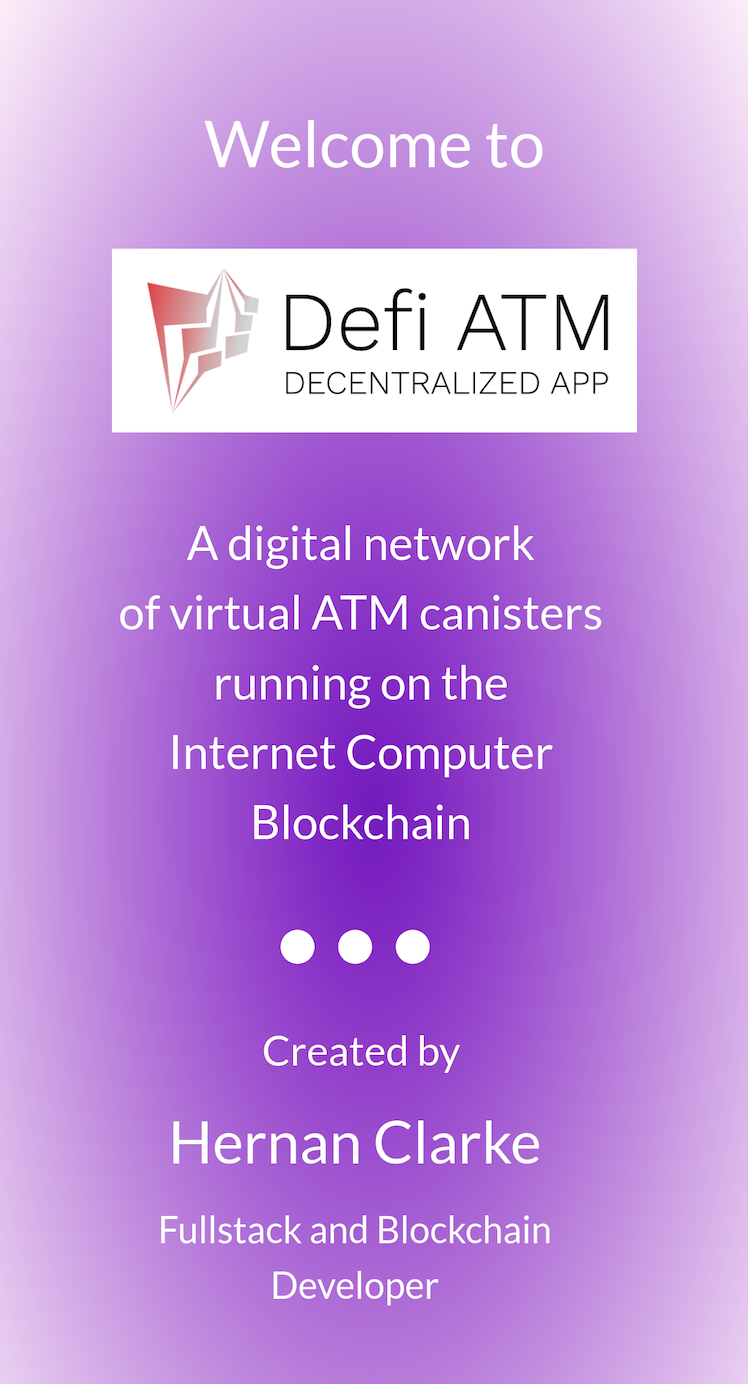 Welcome to
Defi ATM
DECENTRALIZED APP
A digital network
of virtual ATM canisters
running on the
Internet Computer
Blockchain
Created by
Hernan Clarke
Fullstack and Blockchain
Developer